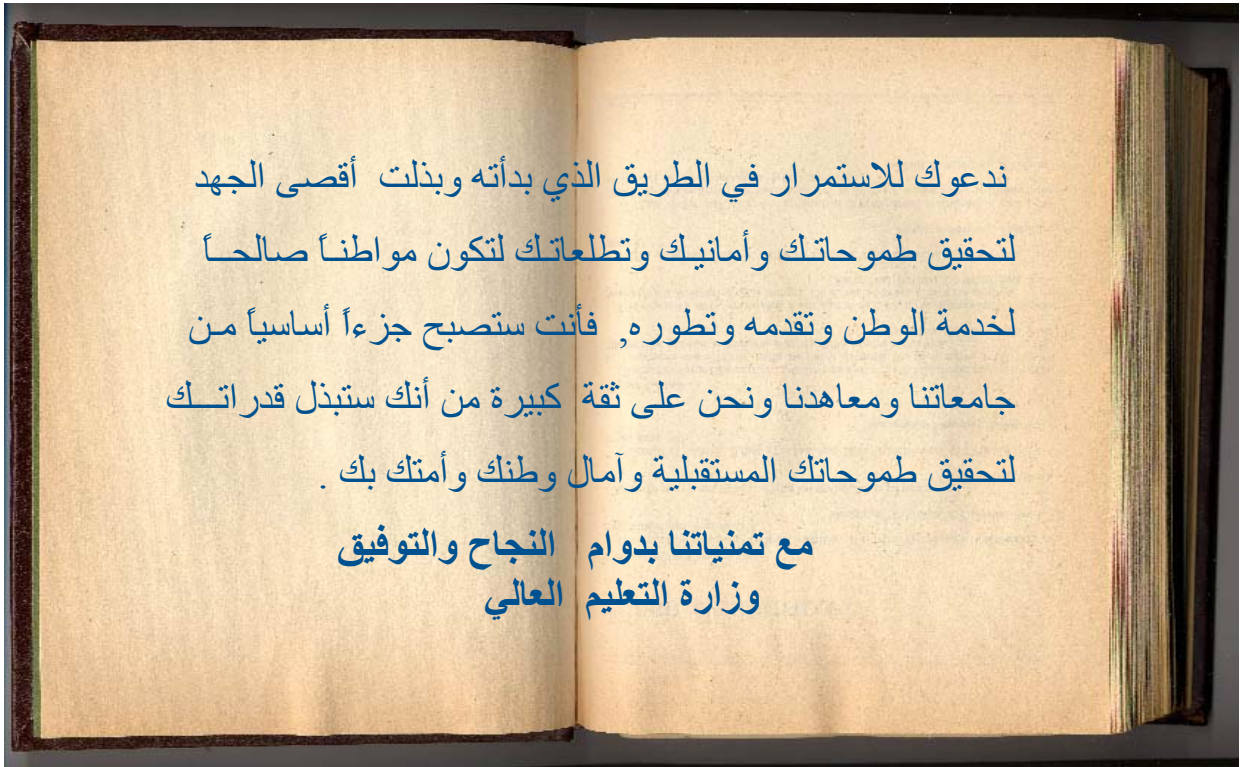 ندعوك للاستمرار في الطريق الذي بدأته وبذلت أقصى الجهد
لتحقيق طموحاتك وأمانيك وتطلعاتك لتكون مواطناً صالحاً
لخدمة الوطن وتقدمه وتطوره, فأنت ستصبح جزءاً أساسياً من
جامعاتنا ومعاهدنا ونحن على ثقة كبيرة من أنك ستبذل قدراتك
لتحقيق طموحاتك المستقبلية وآمال وطنك وأمتك بك .
مع تمنياتنا بدوام النجاح والتوفيق
وزارة التعليم العالي